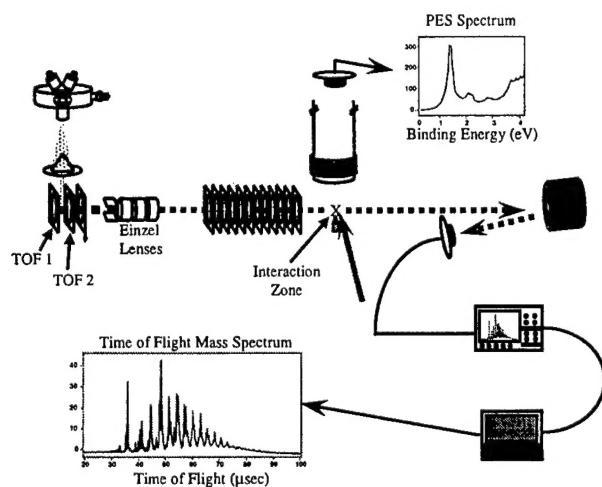 PES Spectrum
300
200
100
0
0 1 2 3 4
Binding Energy (eV)
TOF 1
TOF 2
Einzel
Lenses
X
Interaction
Zone
Time of Flight Mass Spectrum
40
30
20
10
0
20 30 40 50 60 70 80 90 100
Time of Flight (µsec)